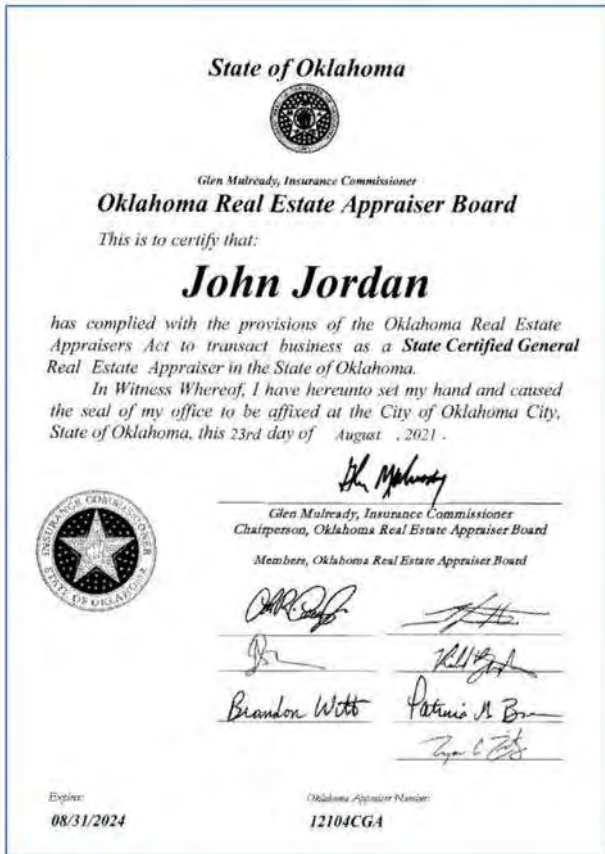 State of Oklahoma
Glen Mulready, Insurance Commissioner
Oklahoma Real Estate Appraiser Board
This is to certify that:
John Jordan
has complied with the provisions of the Oklahoma Real Estate
Appraisers Act to transact business as a State Certified General
Real Estate Appraiser in the State of Oklahoma.
In Witness Whereof, I have hereunto set my hand and caused
the seal of my office to be affixed at the City of Oklahoma City,
State of Oklahoma, this 23rd day of August , 2021 .
Glen Mulready, Insurance Commissioner
Chairperson, Oklahoma Real Estate Appraiser Board
INSURANCE COMMISSIONER
STATE OF OKLAHOMA
Members, Oklahoma Real Estate Appraiser Board
Brandon Witt
Expires: Oklahoma Appraiser Number:
08/31/2024 12104CGA